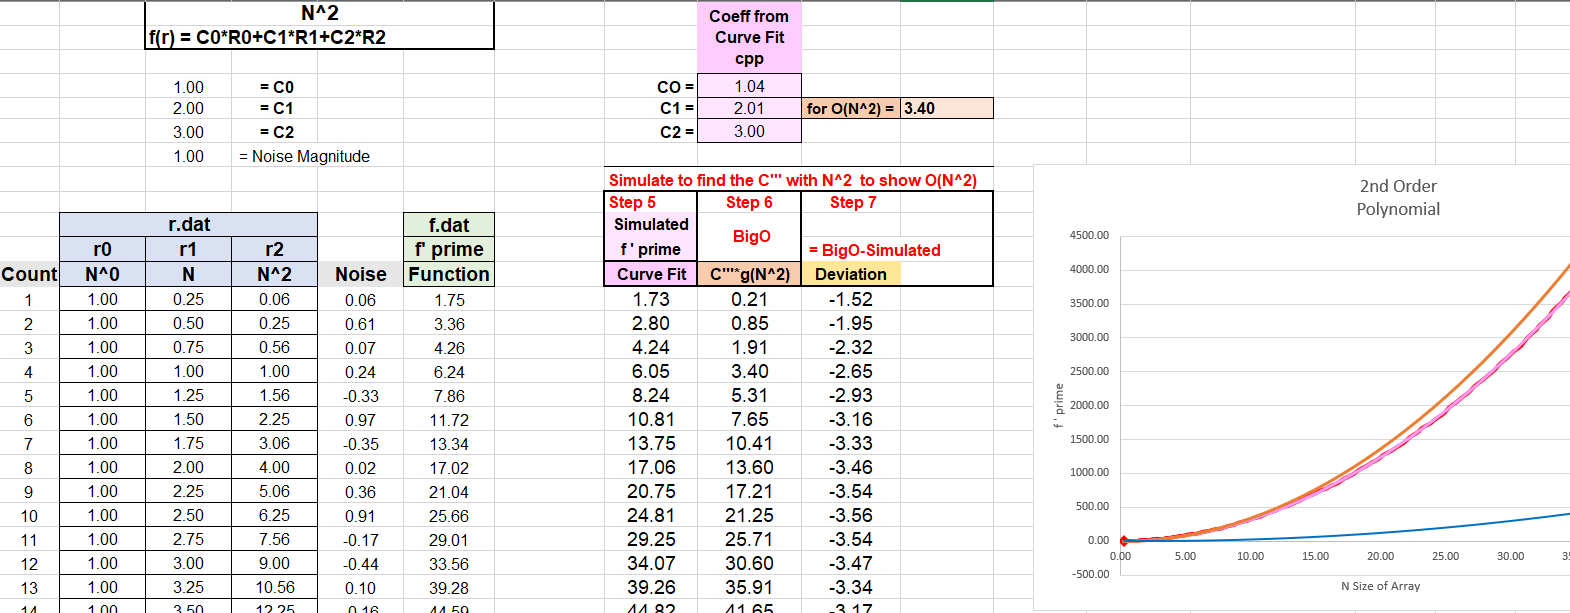 N^2
f(r) = C0*R0+C1*R1+C2*R2
Coeff from
Curve Fit
cpp
1.00 = C0
2.00 = C1
3.00 = C2
1.00 = Noise Magnitude
CO = 1.04
C1 = 2.01 for O(N^2) = 3.40
C2 = 3.00
Simulate to find the C''' with N^2 to show O(N^2)
Step 5 Step 6 Step 7
r.dat f.dat Simulated
BigO
r0 r1 r2 f' prime f ' prime = BigO-Simulated
Count N^0 N N^2 Noise Function Curve Fit C'''*g(N^2) Deviation
1 1.00 0.25 0.06 0.06 1.75 1.73 0.21 -1.52
2 1.00 0.50 0.25 0.61 3.36 2.80 0.85 -1.95
3 1.00 0.75 0.56 0.07 4.26 4.24 1.91 -2.32
4 1.00 1.00 1.00 0.24 6.24 6.05 3.40 -2.65
5 1.00 1.25 1.56 -0.33 7.86 8.24 5.31 -2.93
6 1.00 1.50 2.25 0.97 11.72 10.81 7.65 -3.16
7 1.00 1.75 3.06 -0.35 13.34 13.75 10.41 -3.33
8 1.00 2.00 4.00 0.02 17.02 17.06 13.60 -3.46
9 1.00 2.25 5.06 0.36 21.04 20.75 17.21 -3.54
10 1.00 2.50 6.25 0.91 25.66 24.81 21.25 -3.56
11 1.00 2.75 7.56 -0.17 29.01 29.25 25.71 -3.54
12 1.00 3.00 9.00 -0.44 33.56 34.07 30.60 -3.47
13 1.00 3.25 10.56 0.10 39.28 39.26 35.91 -3.34
14 1.00 3.50 12.25 0.16 44.59 44.82 41.65 -3.17
2nd Order
Polynomial
4500.00
4000.00
3500.00
3000.00
2500.00
2000.00
1500.00
1000.00
500.00
0.00
-500.00
f ' prime
0.00 5.00 10.00 15.00 20.00 25.00 30.00
N Size of Array